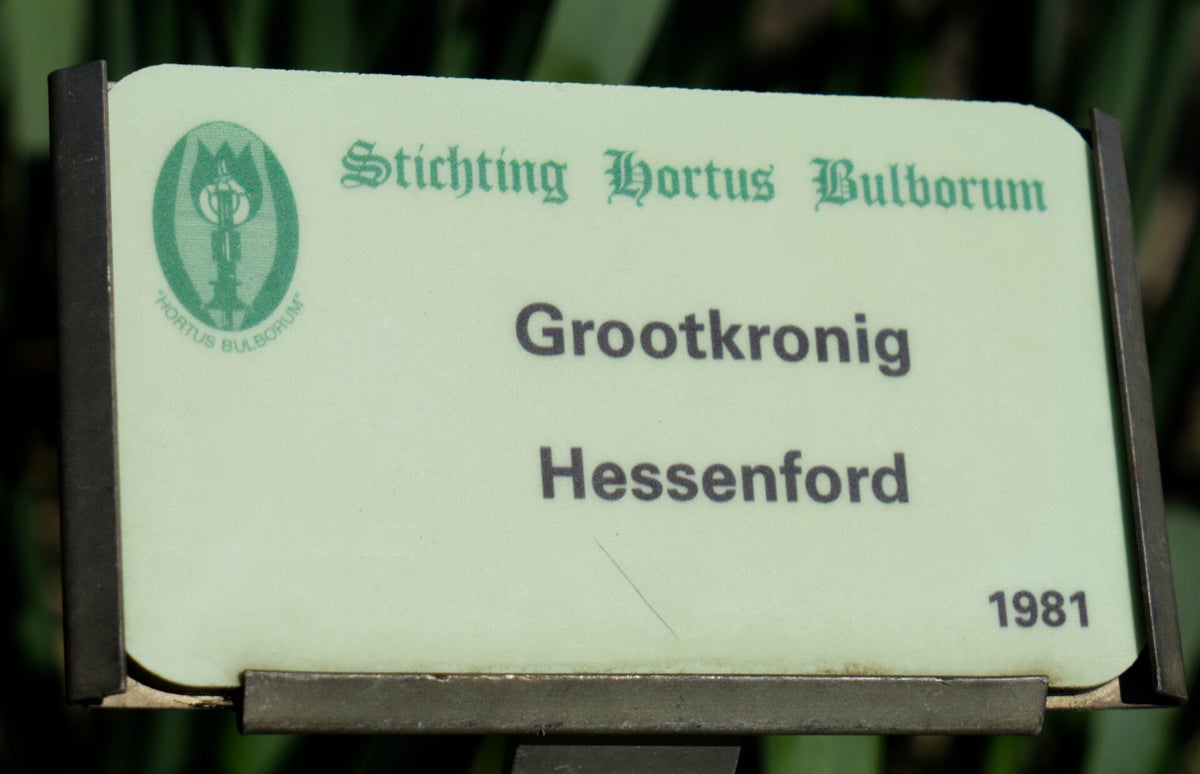 Stichting Hortus Bulborum
"HORTUS BULBORUM"
Grootkronig
Hessenford
1981